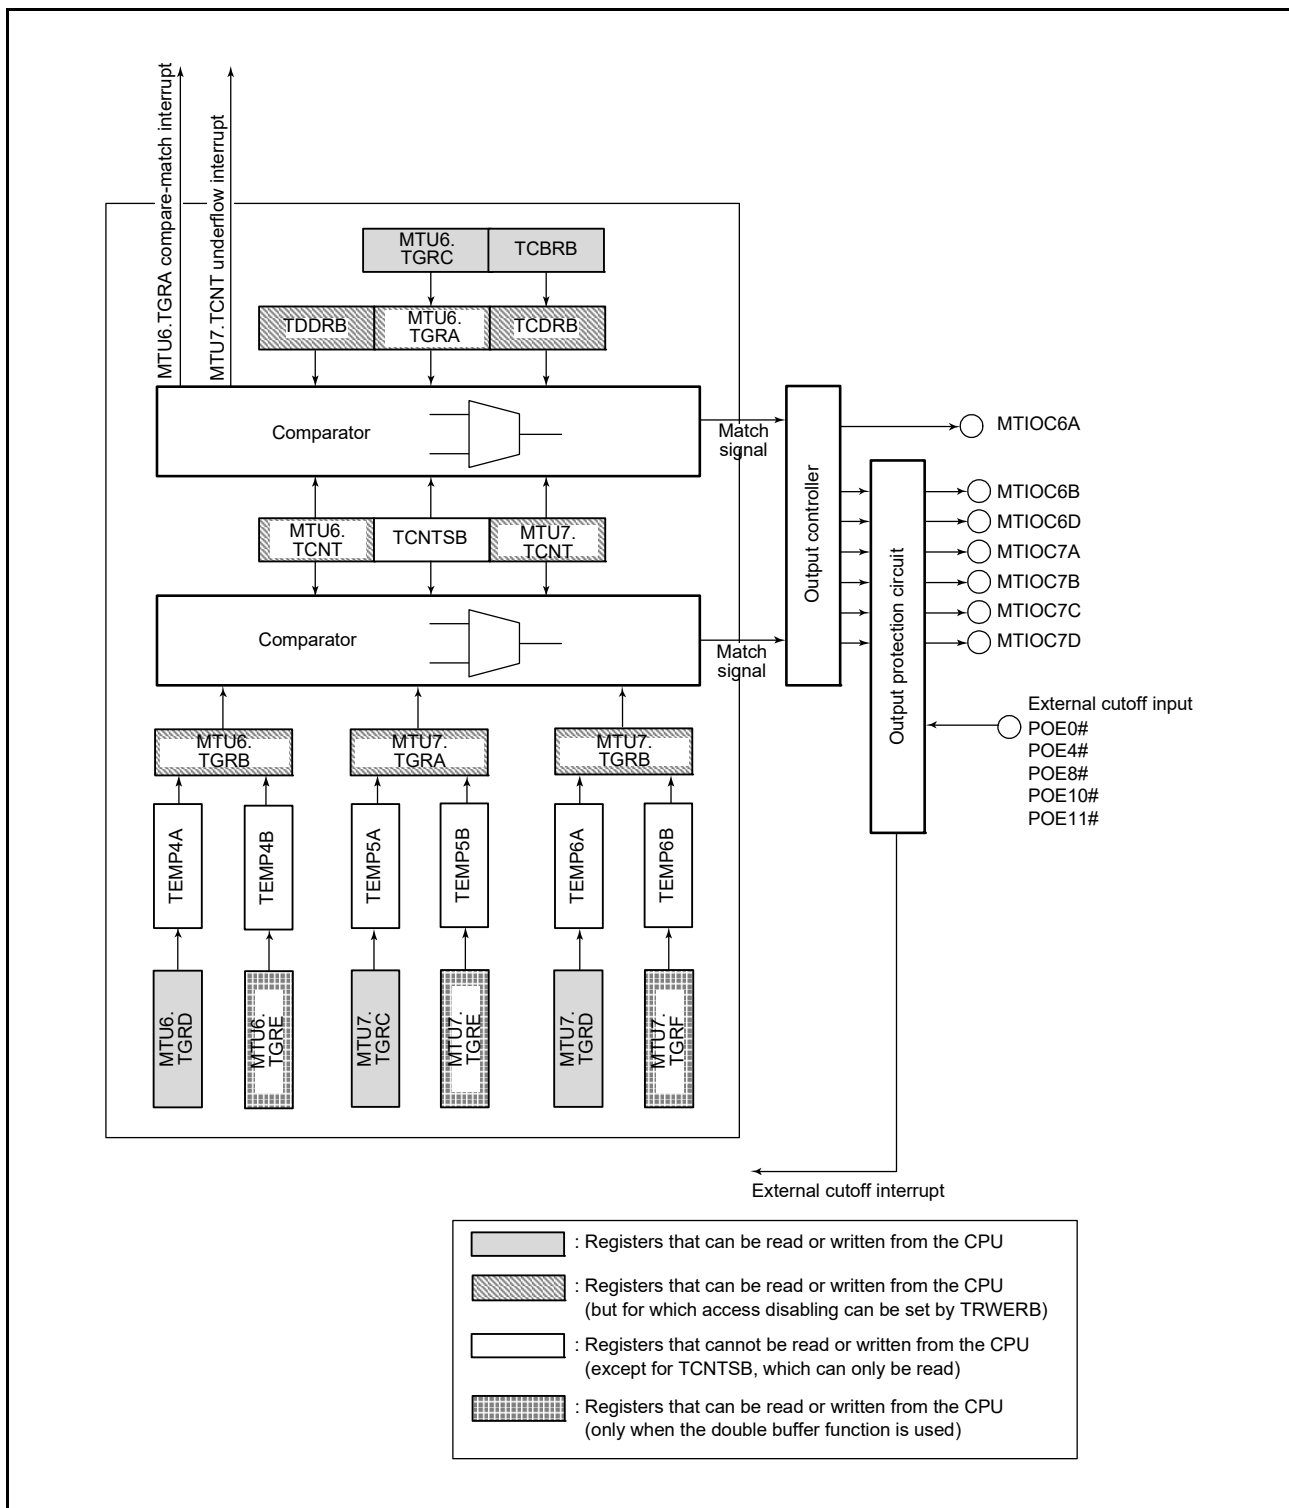 MTU6.TGRA compare-match interrupt
MTU7.TCNT underflow interrupt
MTU6.
TGRC
TCBRB
TDDRB
MTU6.
TGRA
TCDRB
Comparator
Match
signal
MTU6.
TCNT
TCNTSB
MTU7.
TCNT
Comparator
Match
signal
Output controller
Output protection circuit
MTIOC6A
MTIOC6B
MTIOC6D
MTIOC7A
MTIOC7B
MTIOC7C
MTIOC7D
External cutoff input
POE0#
POE4#
POE8#
POE10#
POE11#
MTU6.
TGRB
MTU7.
TGRA
MTU7.
TGRB
TEMP4A
TEMP4B
TEMP5A
TEMP5B
TEMP6A
TEMP6B
MTU6.
TGRD
MTU6.
TGRE
MTU7.
TGRC
MTU7.
TGRE
MTU7.
TGRD
MTU7.
TGRF
External cutoff interrupt
: Registers that can be read or written from the CPU
: Registers that can be read or written from the CPU
(but for which access disabling can be set by TRWERB)
: Registers that cannot be read or written from the CPU
(except for TCNTSB, which can only be read)
: Registers that can be read or written from the CPU
(only when the double buffer function is used)